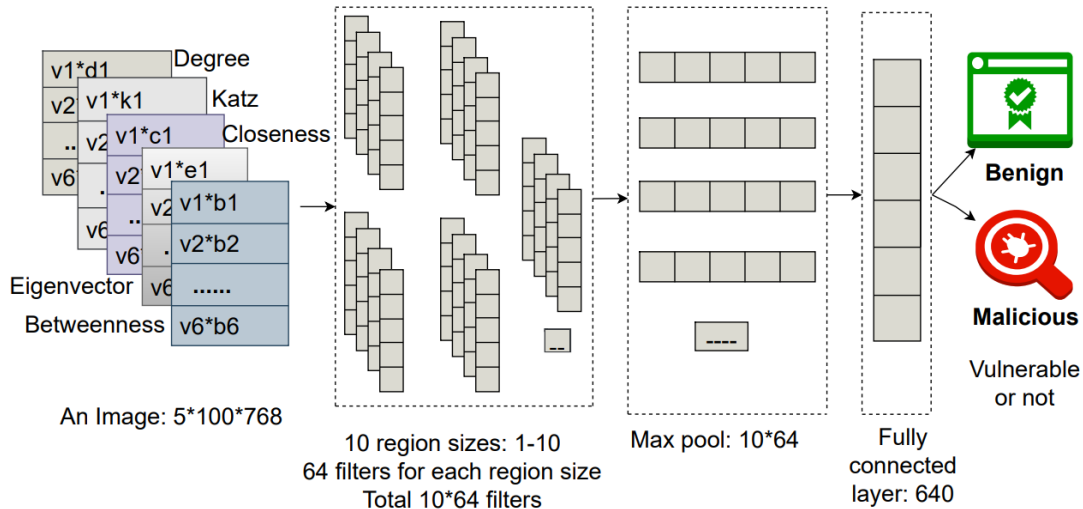 v1*d1
Degree
v2
..
v6
v1*k1
Katz
v2
.
v6
v1*c1
Closeness
v2
..
v6
v1*e1
v2
.
v6
Eigenvector
v1*b1
v2*b2
......
v6*b6
Betweenness
An Image: 5*100*768
--
10 region sizes: 1-10
64 filters for each region size
Total 10*64 filters
----
Max pool: 10*64
Fully
connected
layer: 640
Benign
Malicious
Vulnerable
or not